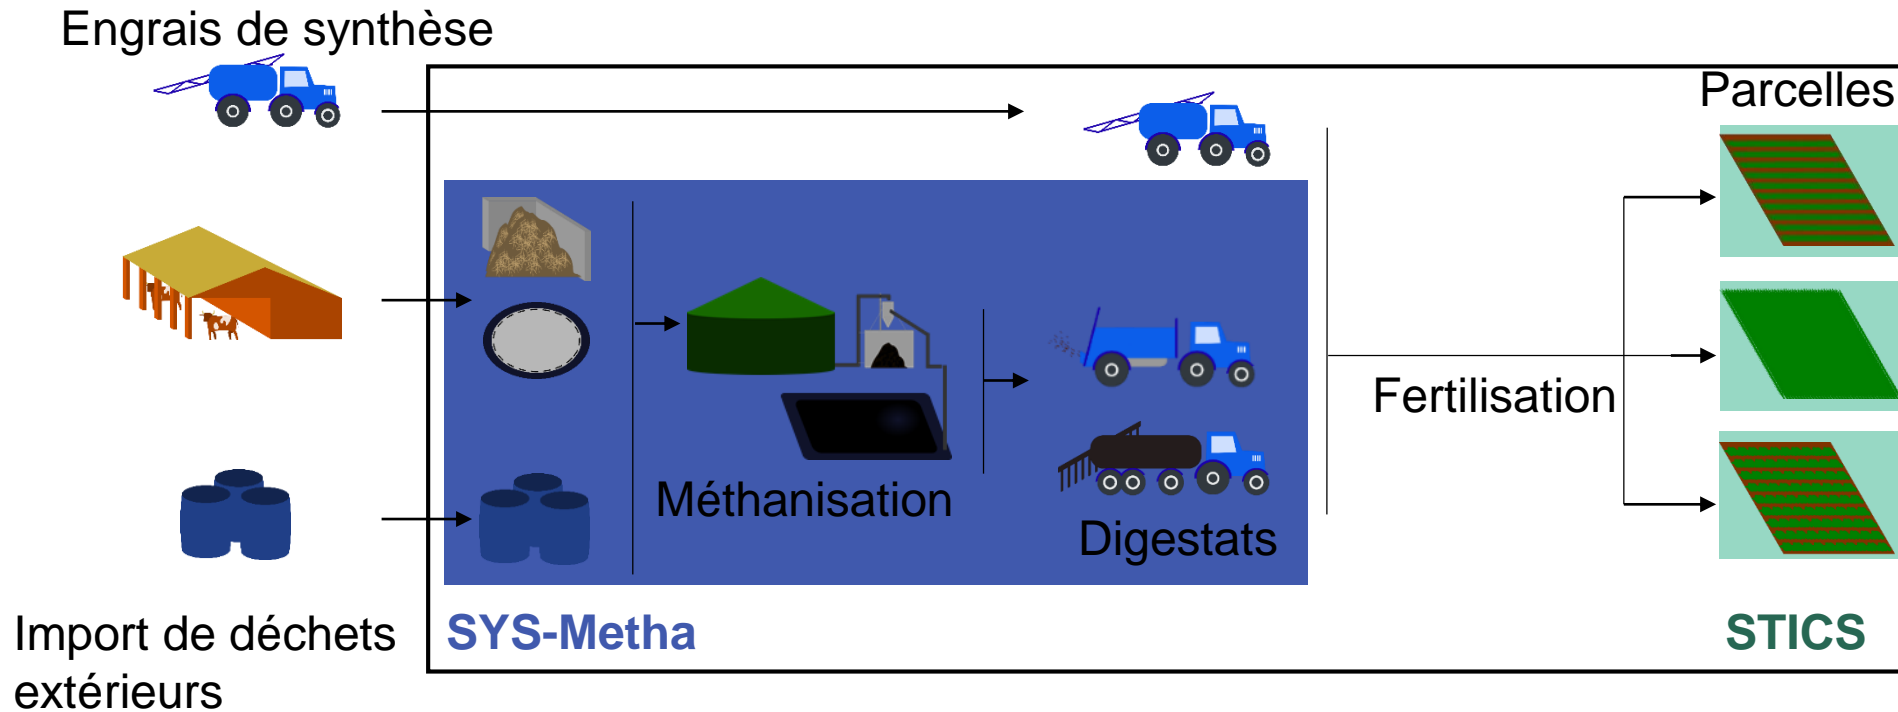 Engrais de synthèse
Parcelles
Fertilisation
Méthanisation
Digestats
Import de déchets
extérieurs
SYS-Metha
STICS